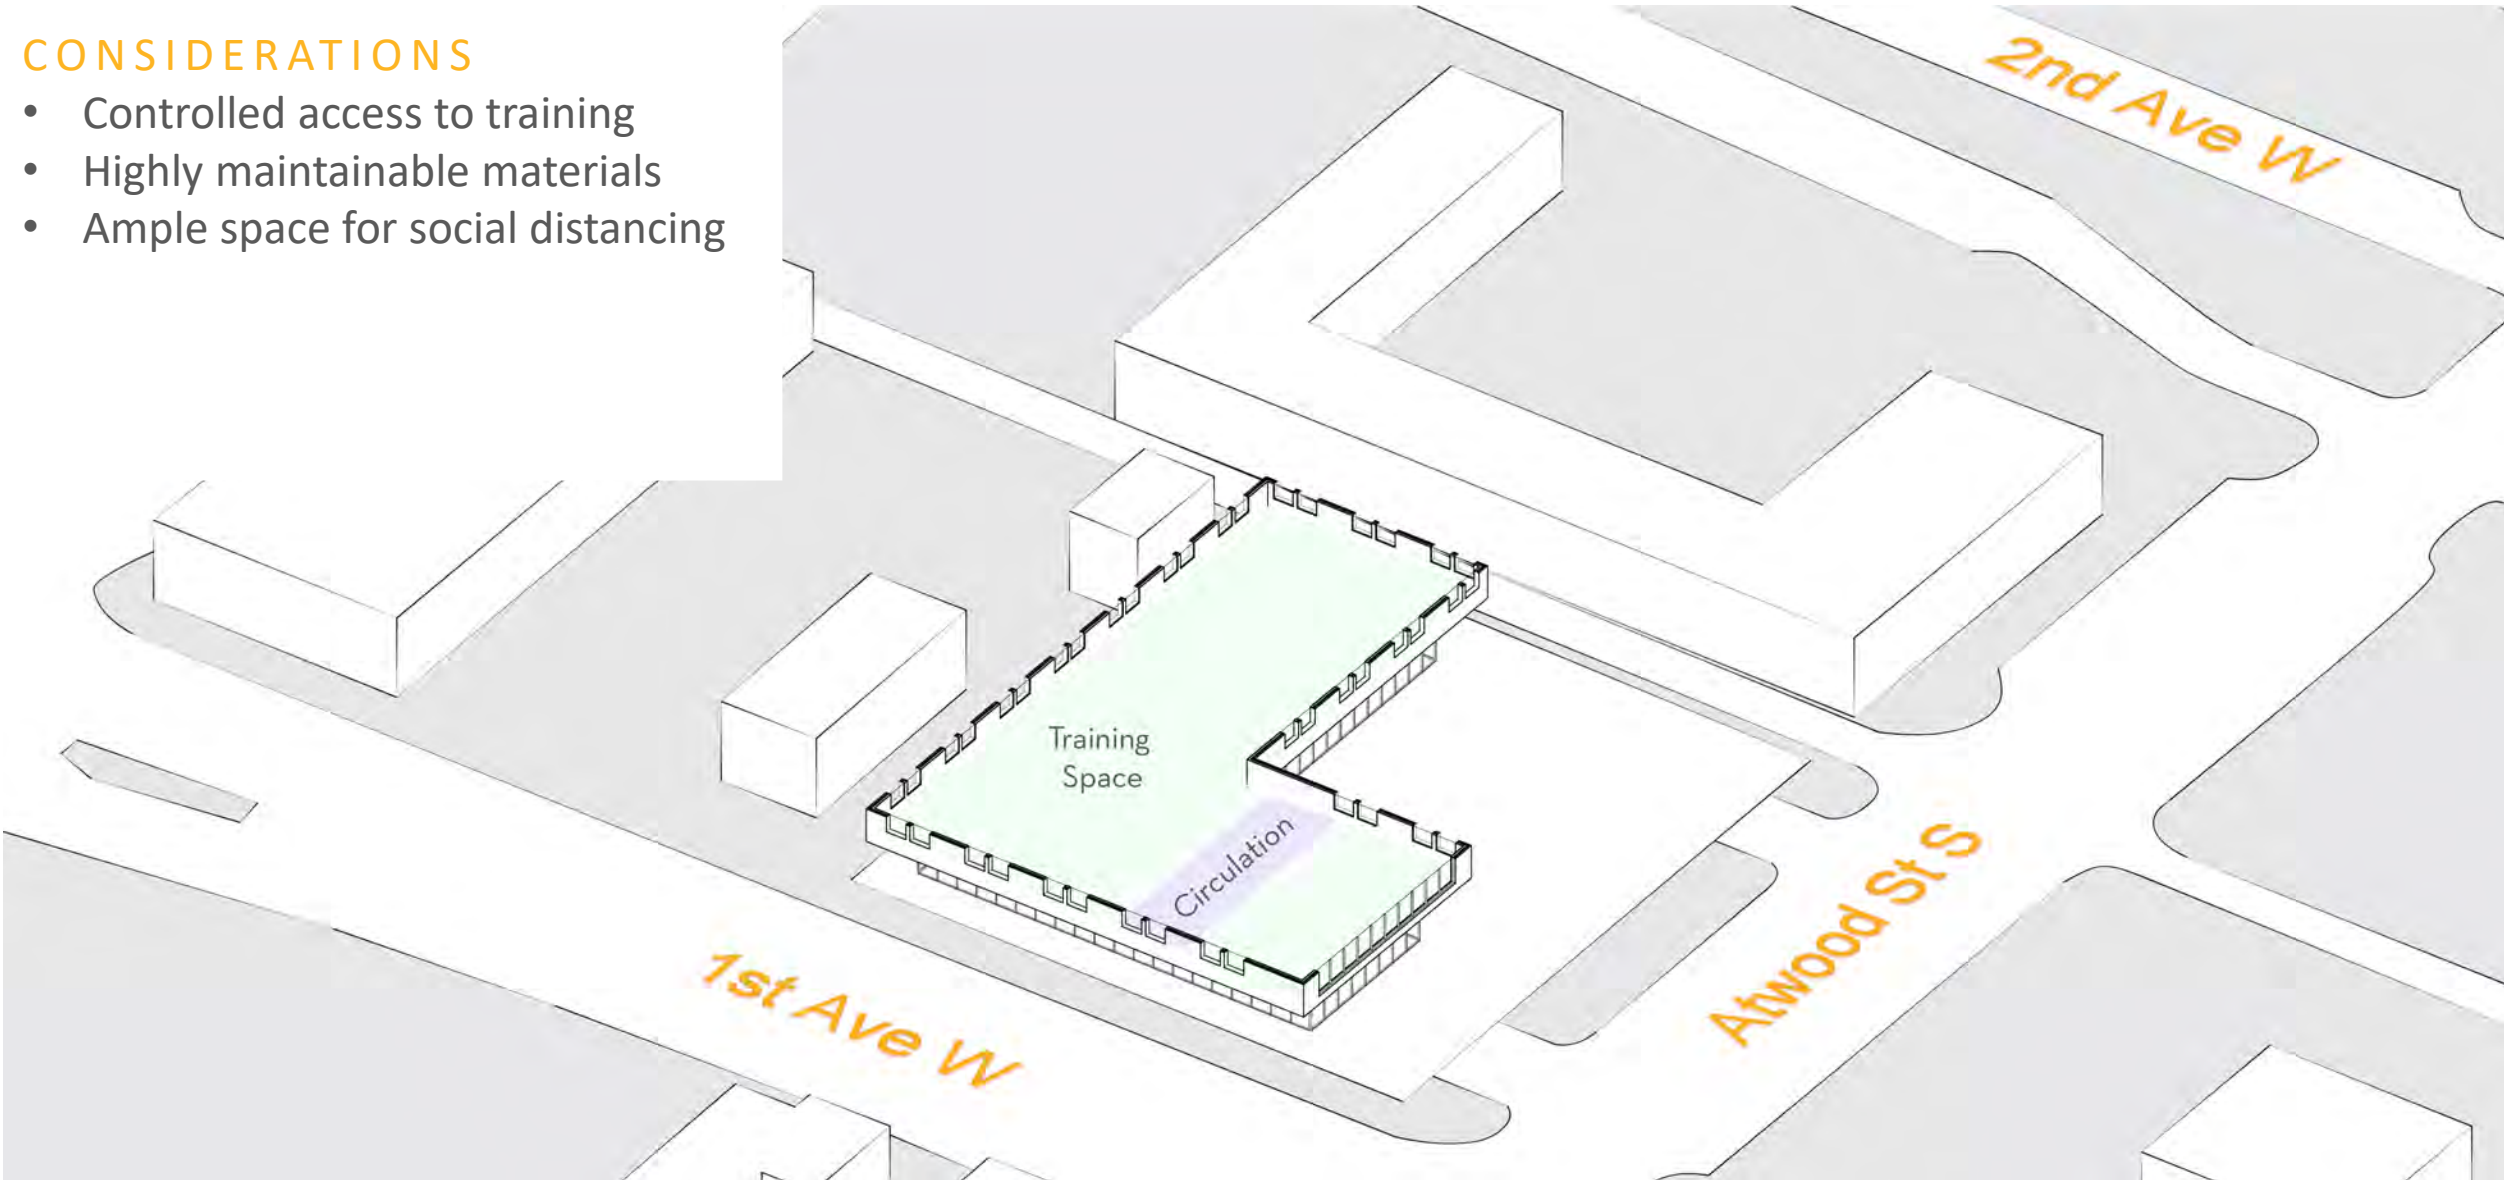 CONSIDERATIONS
• Controlled access to training
• Highly maintainable materials
• Ample space for social distancing
2nd Ave W
Training
Space
Circulation
Atwood St S
1st Ave W